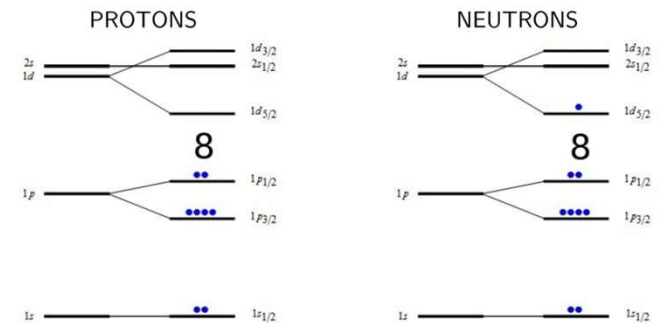 PROTONS
2s
1d
1d3/2
2s1/2
1d5/2
8
1p
1p1/2
1p3/2
1s
1s1/2
NEUTRONS
2s
1d
1d3/2
2s1/2
1d5/2
8
1p
1p1/2
1p3/2
1s
1s1/2